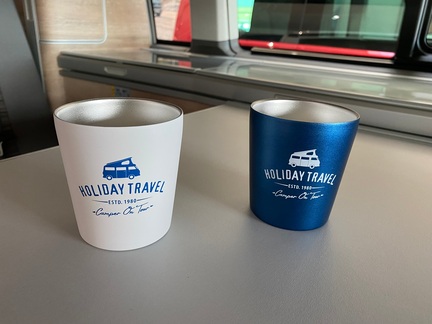 HOLIDAY TRAVEL
ESTD. 1980
"Camper On Tour"
HOLIDAY TRAVEL
ESTD. 1980
"Camper On Tour"